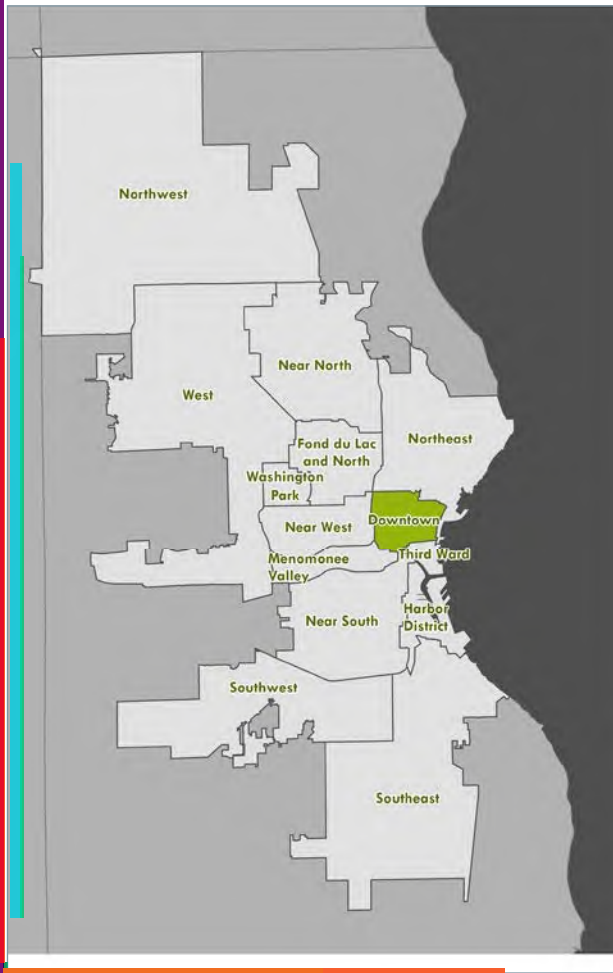 Northwest
Near North
West
Northeast
Fond du Lac
and North
Washington
Park
Downtown
Near West
Third Ward
Menomonee
Valley
Harbor
District
Near South
Southwest
Southeast